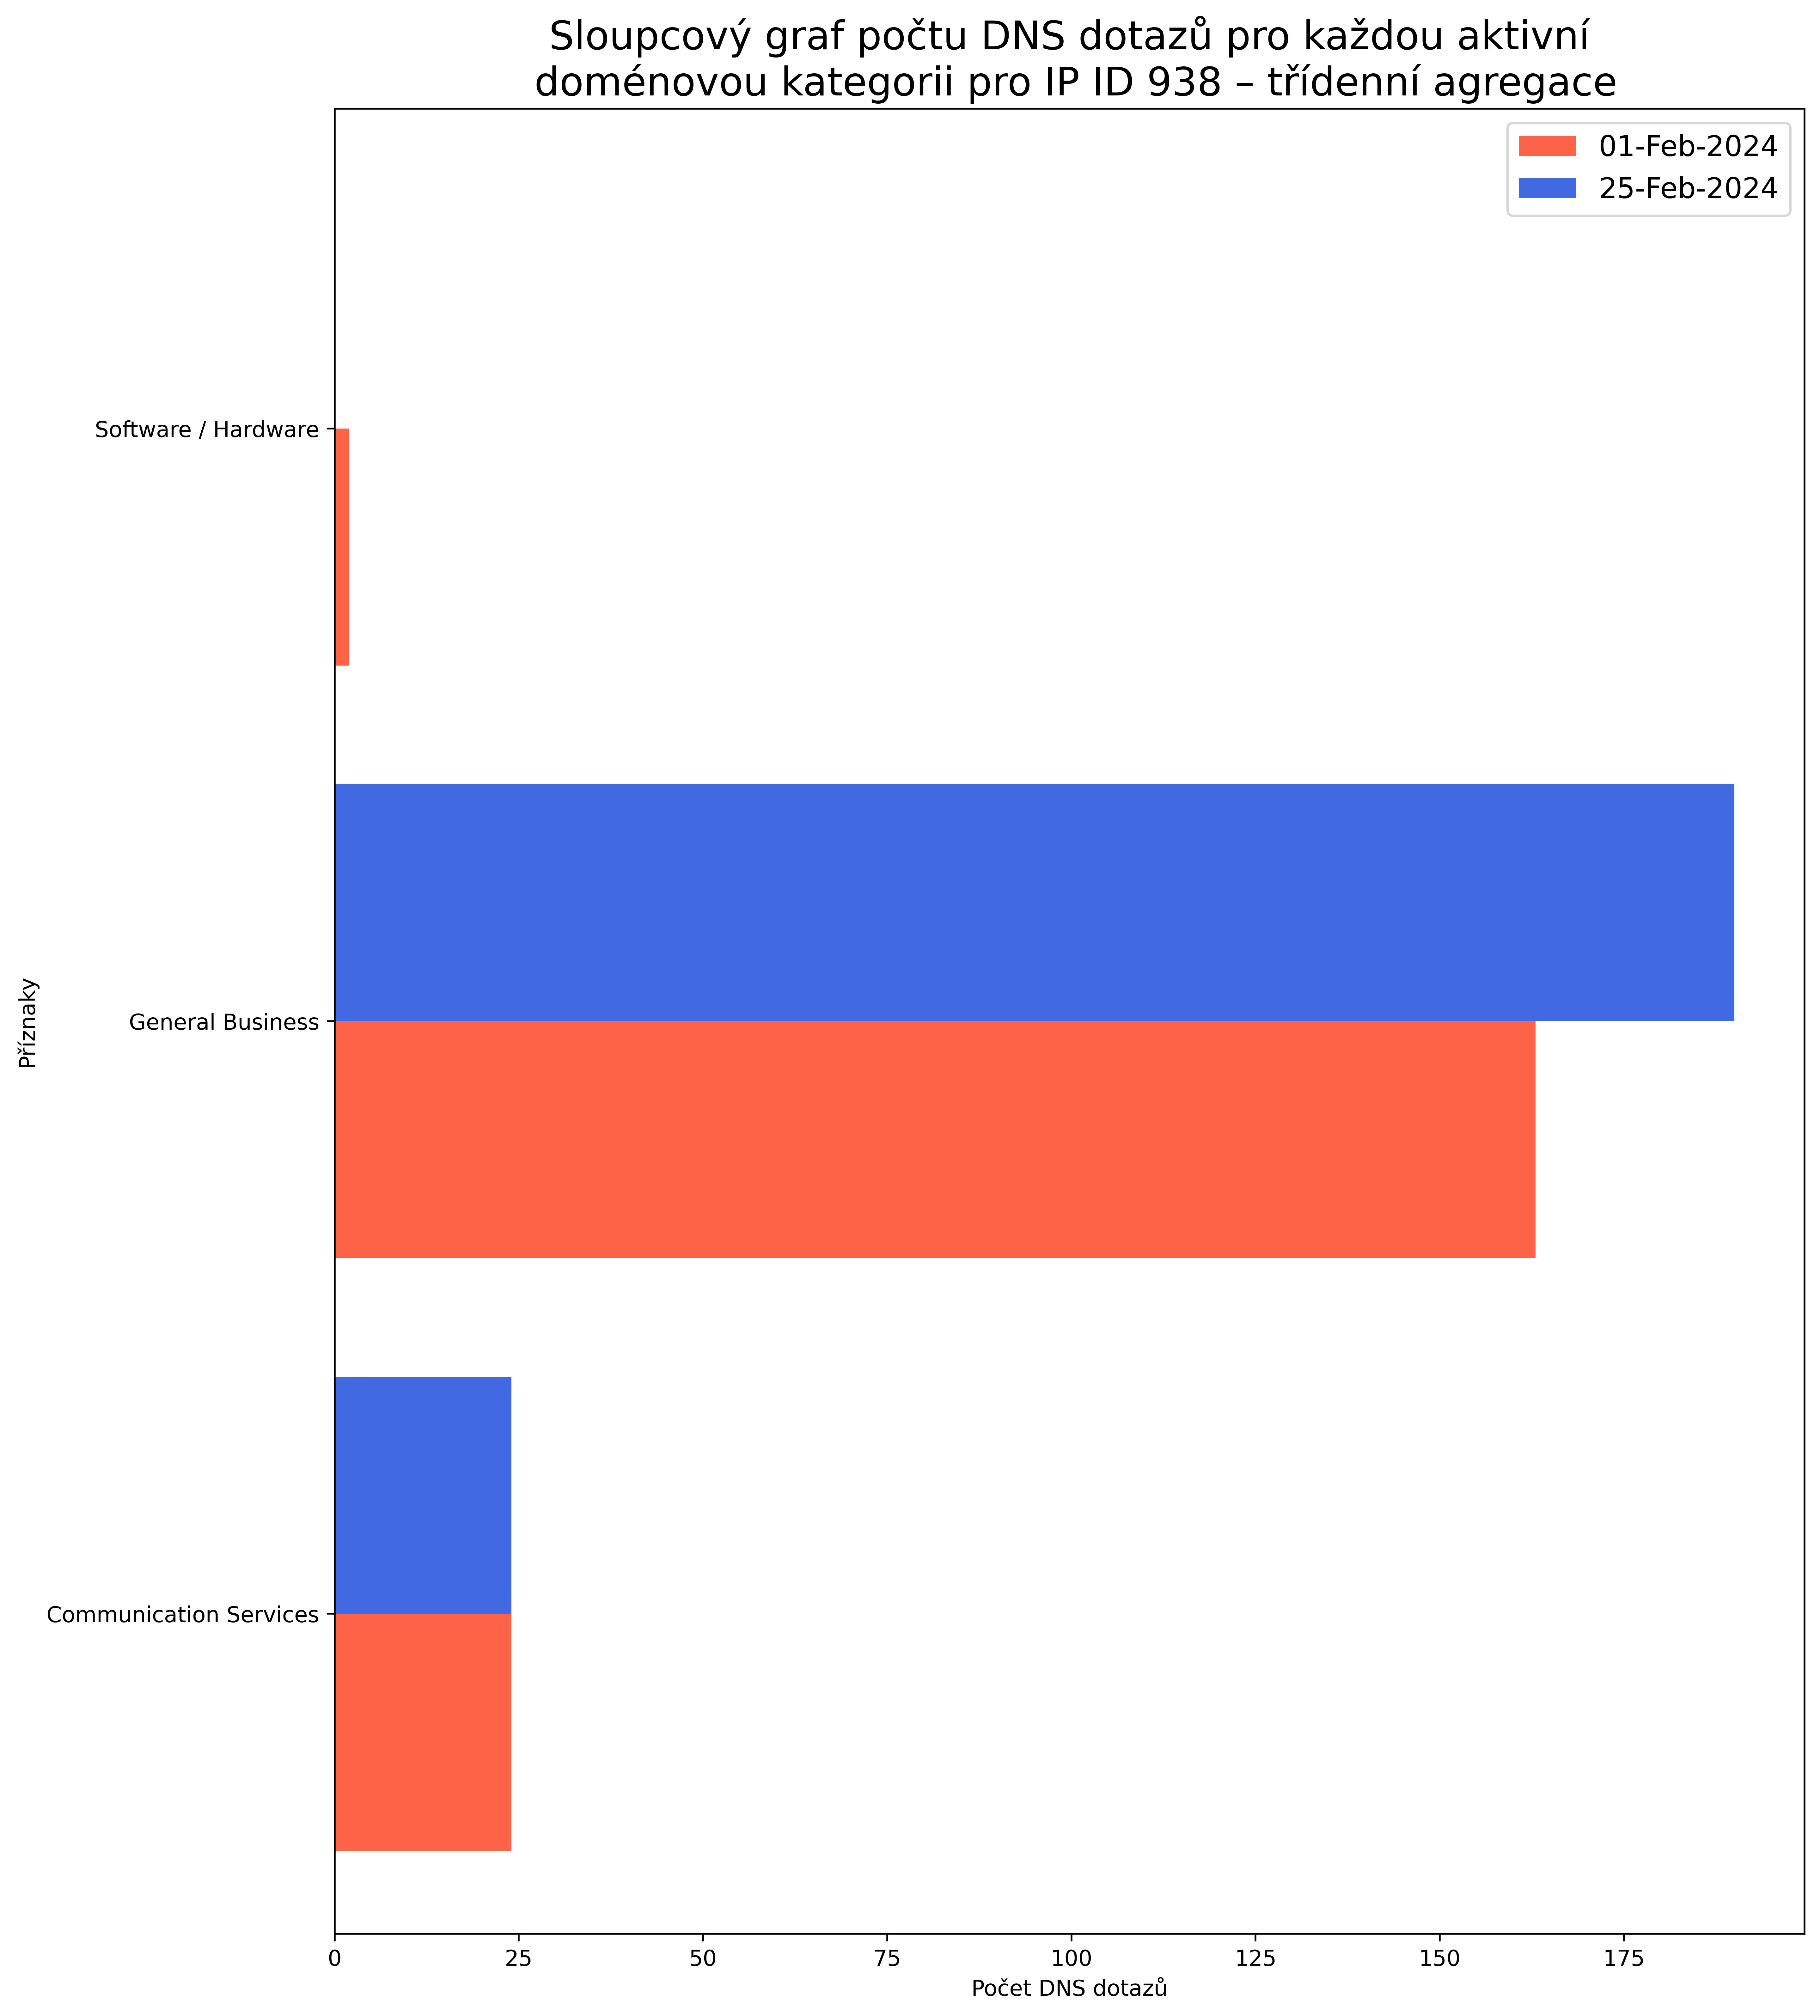 Sloupcový graf počtu DNS dotazů pro každou aktivní
doménovou kategorii pro IP ID 938 – třídenní agregace
01-Feb-2024
25-Feb-2024
Software / Hardware
General Business
Communication Services
Příznaky
0 25 50 75 100 125 150 175
Počet DNS dotazů